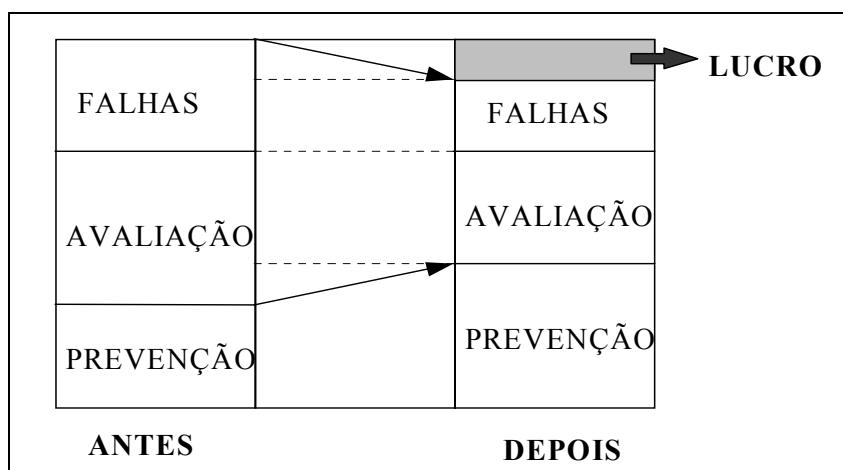 LUCRO
FALHAS
FALHAS
AVALIAÇÃO
AVALIAÇÃO
PREVENÇÃO
PREVENÇÃO
ANTES
DEPOIS